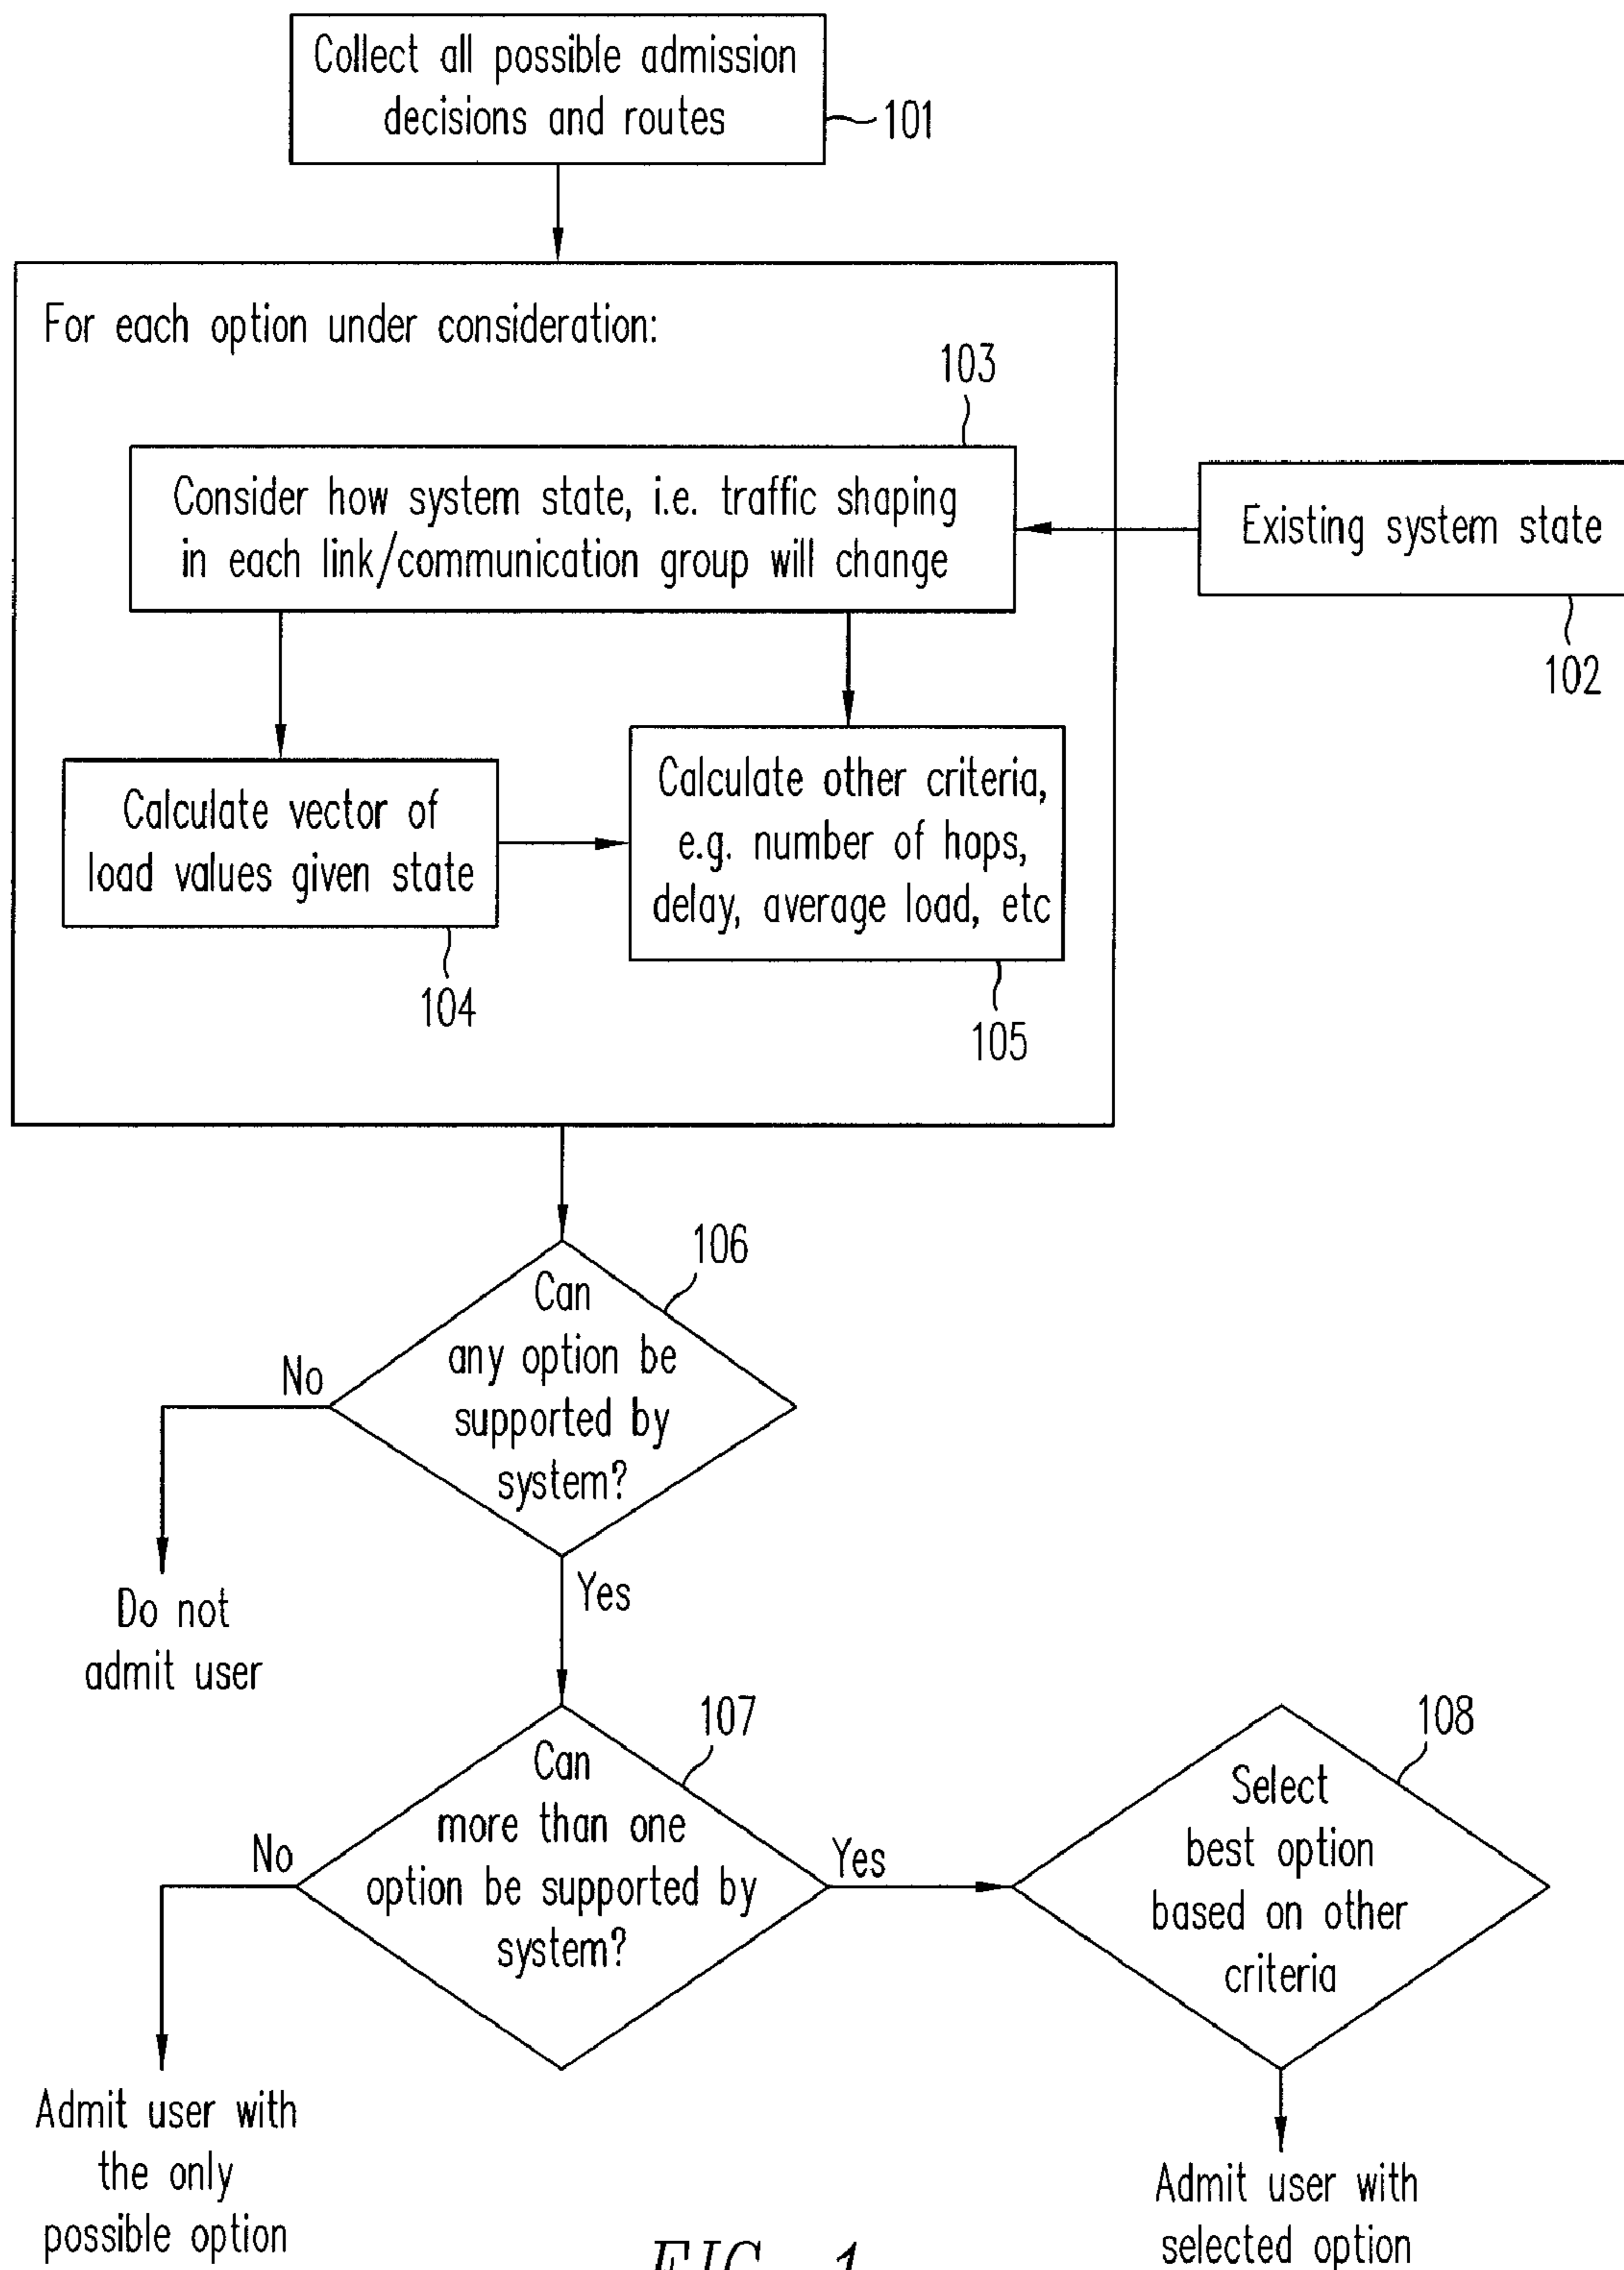 Collect all possible admission
decisions and routes
101
For each option under consideration:
103
Consider how system state, i.e. traffic shaping
in each link/communication group will change
Existing system state
102
Calculate vector of
load values given state
104
Calculate other criteria,
e.g. number of hops,
delay, average load, etc
105
106
Can
any option be
supported by
system?
No
Do not
admit user
Yes
107
Can
more than one
option be supported by
system?
No
Yes
108
Select
best option
based on other
criteria
Admit user with
the only
possible option
Admit user with
selected option
FIG. 1